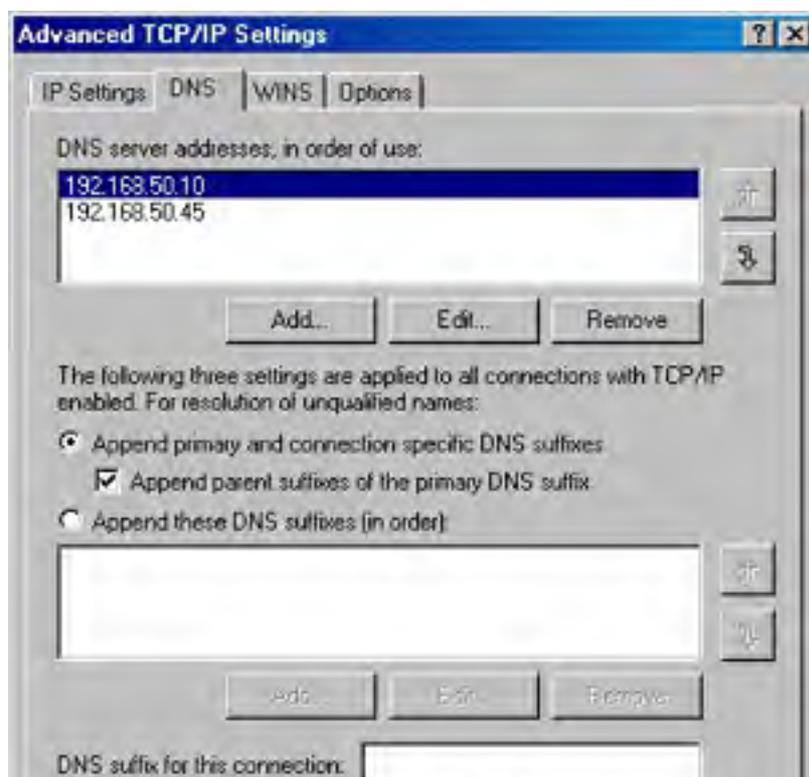 Advanced TCP/IP Settings
IP Settings DNS WINS Options
DNS server addresses, in order of use:
192.168.50.10
192.168.50.45
Add... Edit... Remove
The following three settings are applied to all connections with TCP/IP
enabled. For resolution of unqualified names:
Append primary and connection specific DNS suffixes
Append parent suffixes of the primary DNS suffix
Append these DNS suffixes (in order):
Add... Edit... Remove
DNS suffix for this connection: